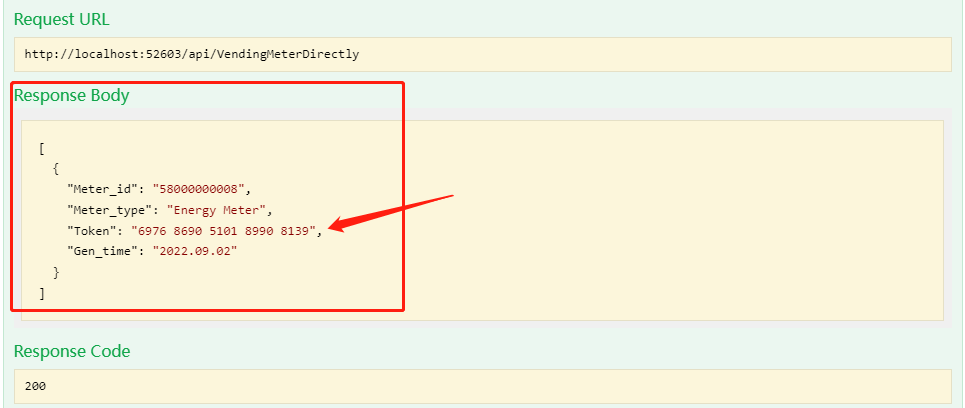 Request URL
http://localhost:52603/api/VendingMeterDirectly
Response Body
[
{
"Meter_id": "58000000008",
"Meter_type": "Energy Meter",
"Token": "6976 8690 5101 8990 8139",
"Gen_time": "2022.09.02"
}
]
Response Code
200